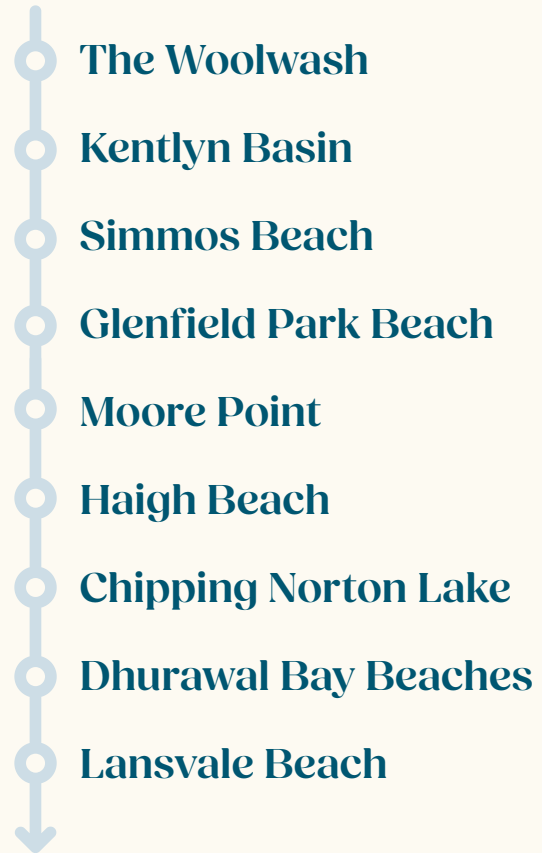 The Woolwash
Kentlyn Basin
Simmos Beach
Glenfield Park Beach
Moore Point
Haigh Beach
Chipping Norton Lake
Dhurawal Bay Beaches
Lansvale Beach